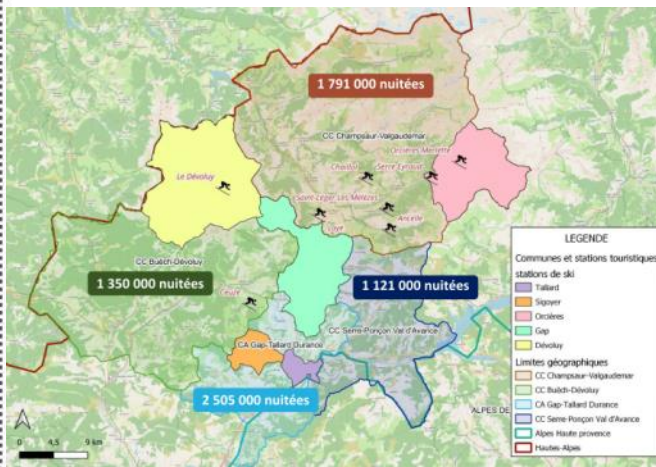 1 791 000 nuitées
CC Champsaur-Valgaudemar
Orcières Merlette
Chaillol
Serre Eyraud
Le Dévoluy
Saint-Léger Les Mélèzes
Ancelle
Laye
CC Buëch-Dévoluy
1 350 000 nuitées
1 121 000 nuitées
Ceuze
CC Serre-Ponçon Val d'Avance
CA Gap-Tallard Durance
2 505 000 nuitées
ALPES DE
0 4,5 9 km
LEGENDE
Communes et stations touristiques
stations de ski
Tallard
Sigoyer
Orcières
Gap
Dévoluy
Limites géographiques
CC Champsaur-Valgaudemar
CC Buëch-Dévoluy
CA Gap-Tallard Durance
CC Serre-Ponçon Val d'Avance
Alpes Haute provence
Hautes-Alpes